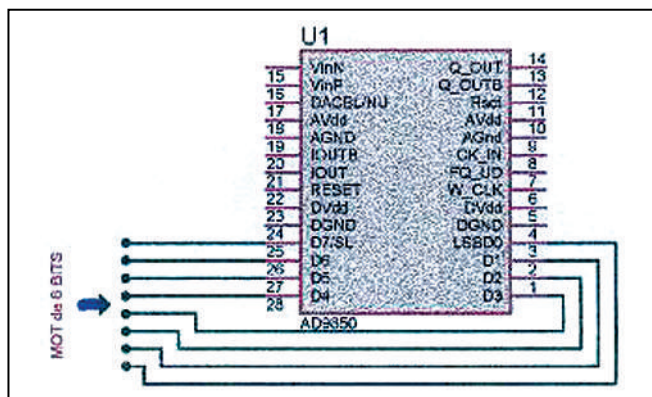 U1
15 VinN Q_OUT 14
16 VinP Q_OUTB 13
17 DACBL/NU Rset 12
18 AVdd AVdd 11
19 AGND AGnd 10
20 IOUTB CK_IN 9
21 IOUT FQ_UD 8
22 RESET W_CLK 7
23 DVdd DVdd 6
24 DGND DGND 5
25 D7/SL LSBD0 4
26 D6 D1 3
27 D5 D2 2
28 D4 D3 1
AD9850
MOT de 8 BITS